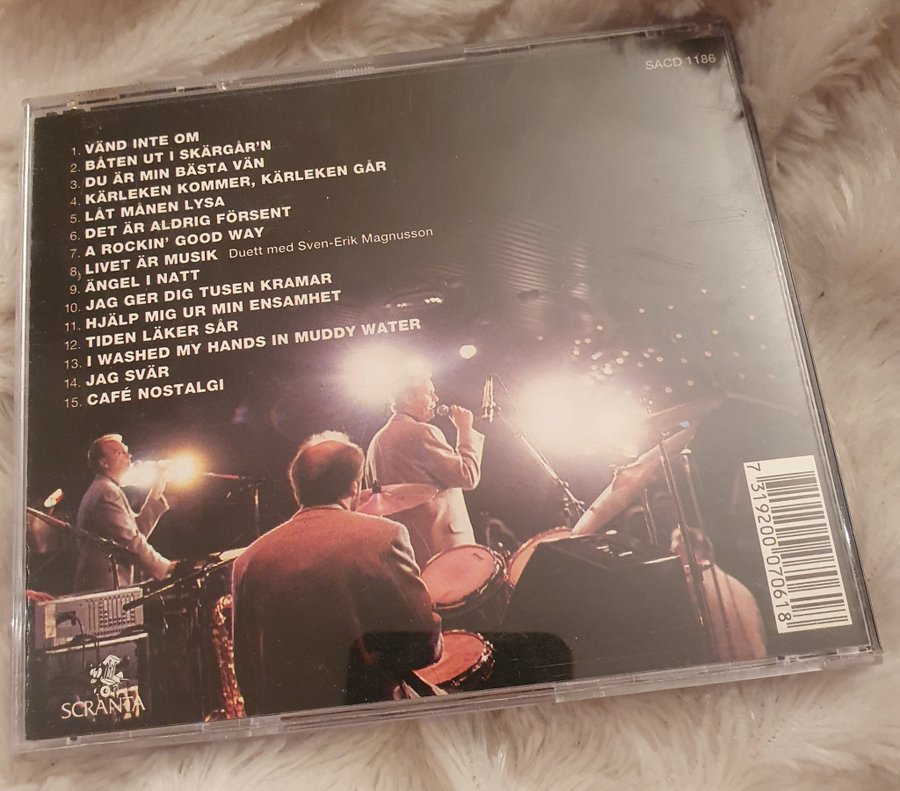 SACD 1186
1. VÄND INTE OM
2. BÅTEN UT I SKÄRGÅR'N
3. DU ÄR MIN BÄSTA VÄN
4. KÄRLEKEN KOMMER, KÄRLEKEN GÅR
5. LÅT MÅNEN LYSA
6. DET ÄR ALDRIG FÖRSENT
7. A ROCKIN' GOOD WAY
8. LIVET ÄR MUSIK Duett med Sven-Erik Magnusson
9. ÄNGEL I NATT
10. JAG GER DIG TUSEN KRAMAR
11. HJÄLP MIG UR MIN ENSAMHET
12. TIDEN LÄKER SÅR
13. I WASHED MY HANDS IN MUDDY WATER
14. JAG SVÄR
15. CAFÉ NOSTALGI
7 319200 070618
SCRANTA